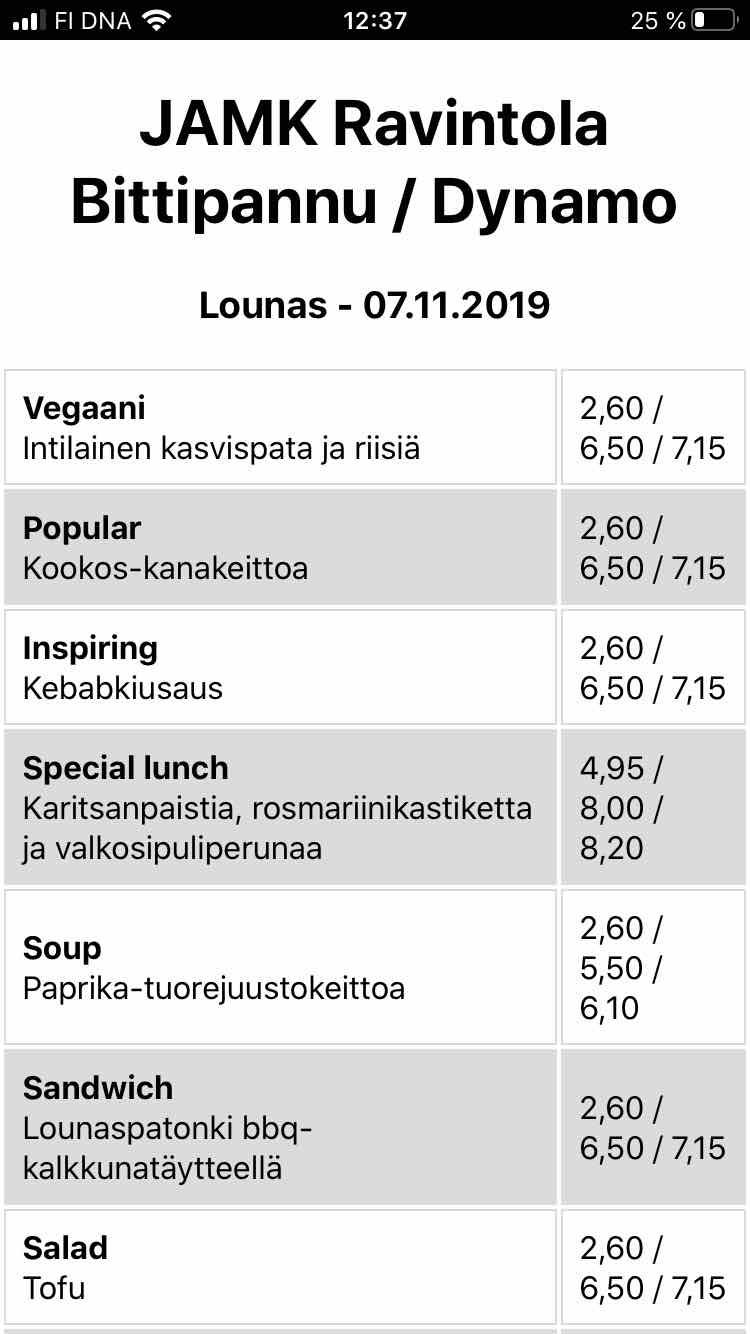 FI DNA 12:37 25 %
JAMK Ravintola
Bittipannu / Dynamo
Lounas - 07.11.2019
Vegaani
Intilainen kasvispata ja riisiä
2,60 /
6,50 / 7,15
Popular
Kookos-kanakeittoa
2,60 /
6,50 / 7,15
Inspiring
Kebabkiusaus
2,60 /
6,50 / 7,15
Special lunch
Karitsanpaistia, rosmariinikastiketta
ja valkosipuliperunaa
4,95 /
8,00 /
8,20
Soup
Paprika-tuorejuustokeittoa
2,60 /
5,50 /
6,10
Sandwich
Lounaspatonki bbq-
kalkkunatäytteellä
2,60 /
6,50 / 7,15
Salad
Tofu
2,60 /
6,50 / 7,15